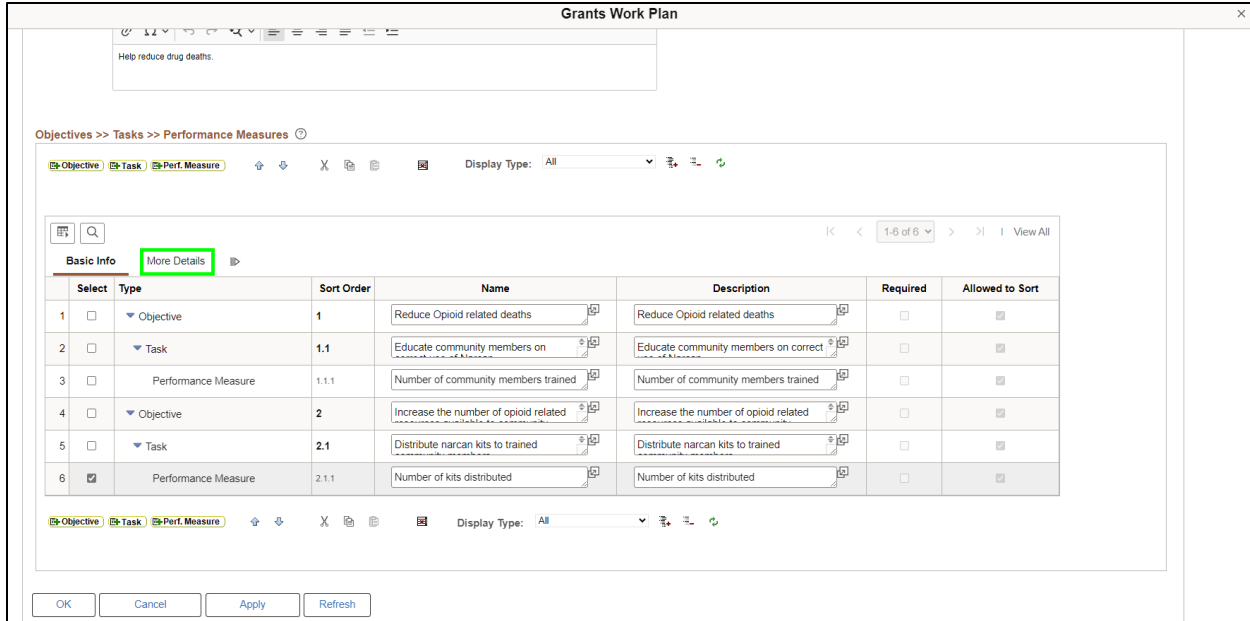 Grants Work Plan
Help reduce drug deaths.
Objectives >> Tasks >> Performance Measures
Objective Task Perf. Measure Display Type: All
1-6 of 6 View All
Basic Info More Details
Select Type Sort Order Name Description Required Allowed to Sort
1 Objective 1 Reduce Opioid related deaths Reduce Opioid related deaths
2 Task 1.1 Educate community members on Educate community members on correct
3 Performance Measure 1.1.1 Number of community members trained Number of community members trained
4 Objective 2 Increase the number of opioid related Increase the number of opioid related
5 Task 2.1 Distribute narcan kits to trained Distribute narcan kits to trained
6 Performance Measure 2.1.1 Number of kits distributed Number of kits distributed
Objective Task Perf. Measure Display Type: All
OK Cancel Apply Refresh